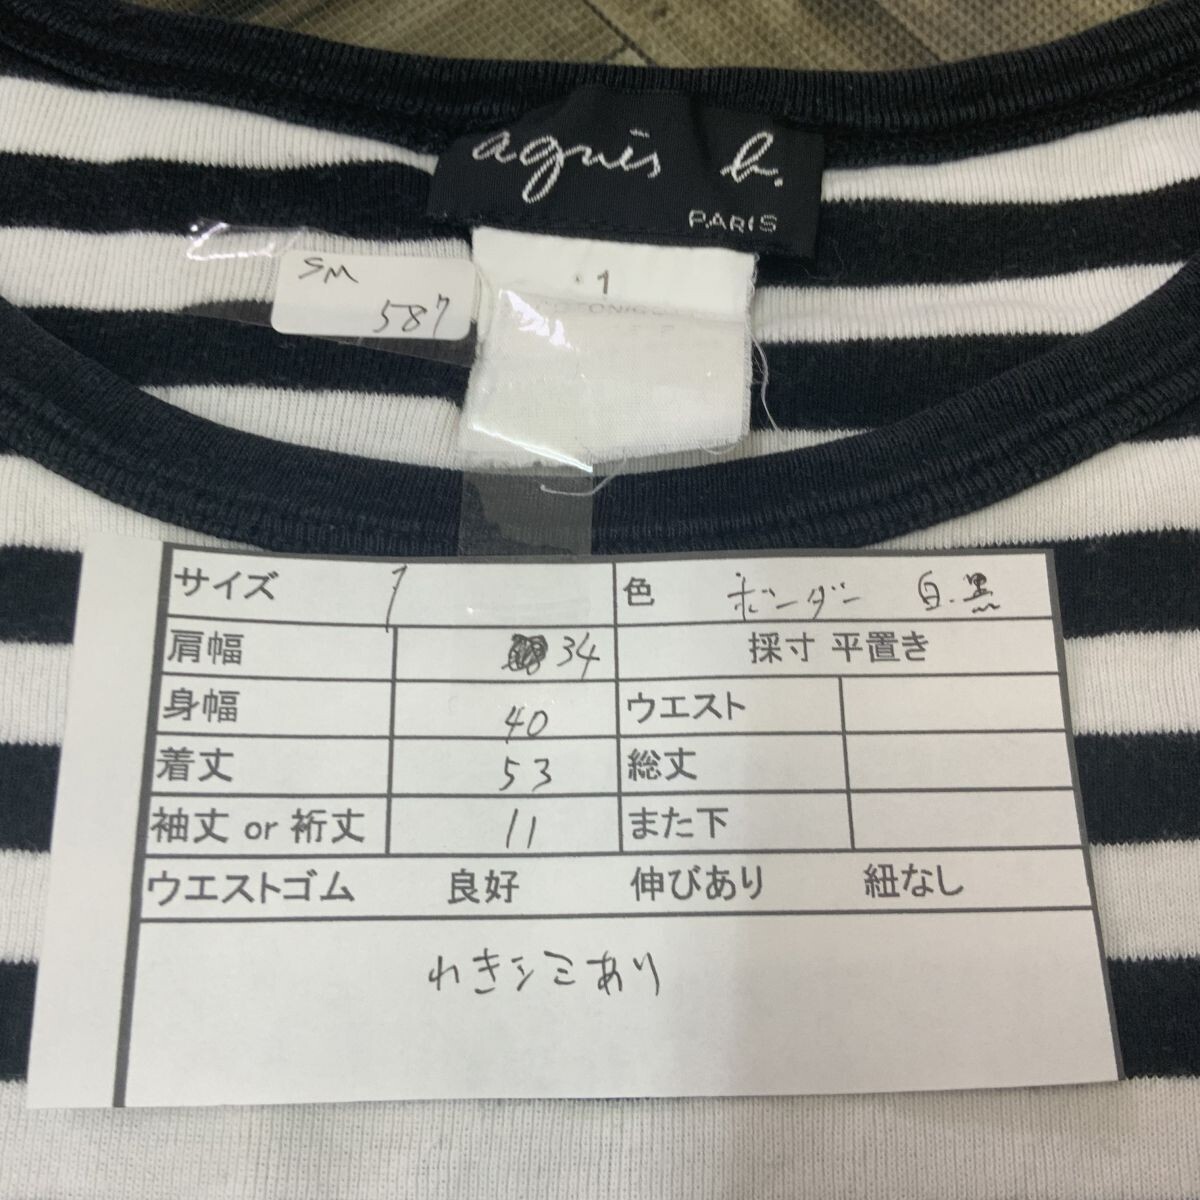 agnès b.
PARIS
1
SM
587
サイズ 1 色 ボーダー 白.黒
肩幅 34 採寸 平置き
身幅 40 ウエスト
着丈 53 総丈
袖丈 or 裄丈 11 また下
ウエストゴム 良好 伸びあり 紐なし
わきシミあり